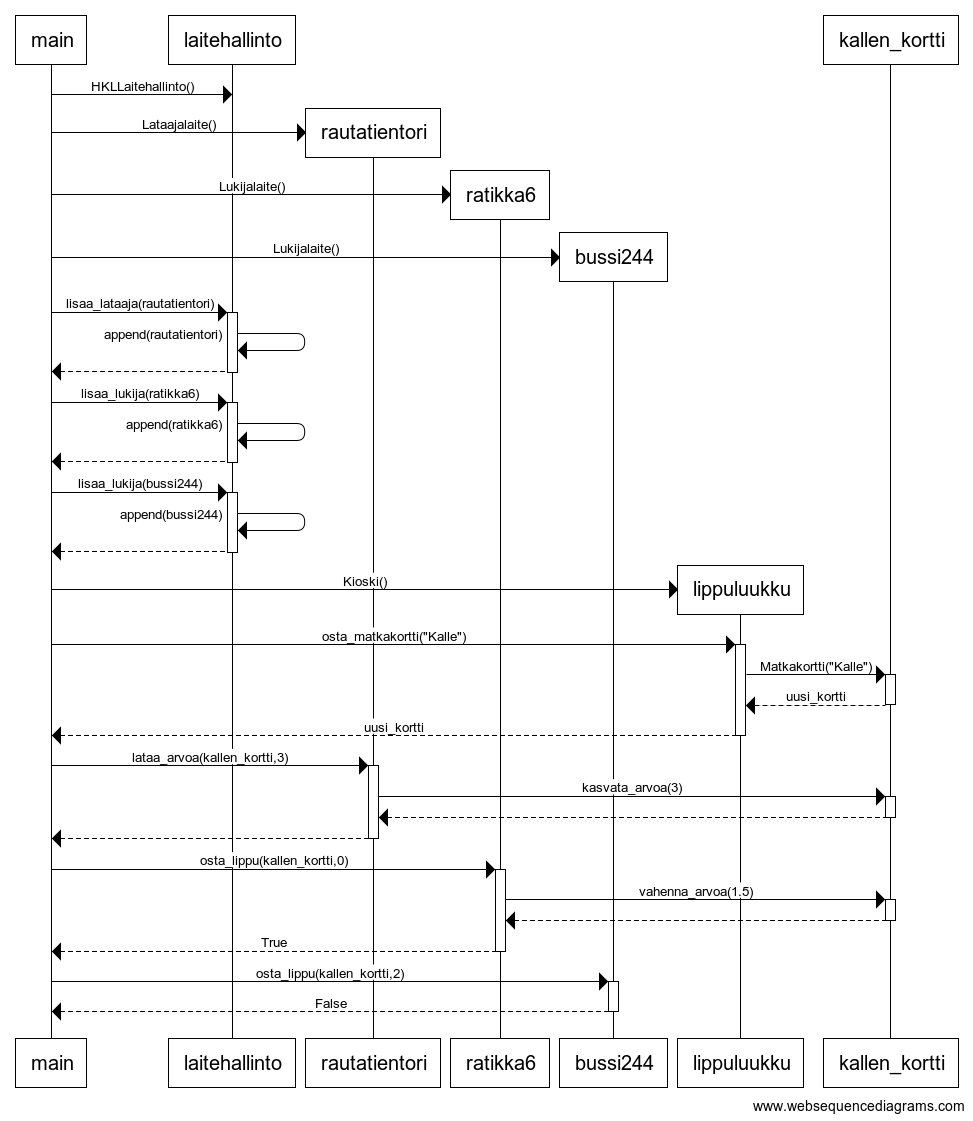 main
laitehallinto
kallen_kortti
HKLLaitehallinto()
Lataajalaite()
rautatientori
Lukijalaite()
ratikka6
Lukijalaite()
bussi244
lisaa_lataaja(rautatientori)
append(rautatientori)
lisaa_lukija(ratikka6)
append(ratikka6)
lisaa_lukija(bussi244)
append(bussi244)
Kioski()
lippuluukku
osta_matkakortti("Kalle")
Matkakortti("Kalle")
uusi_kortti
uusi_kortti
lataa_arvoa(kallen_kortti,3)
kasvata_arvoa(3)
osta_lippu(kallen_kortti,0)
vahenna_arvoa(1.5)
True
osta_lippu(kallen_kortti,2)
False
main
laitehallinto
rautatientori
ratikka6
bussi244
lippuluukku
kallen_kortti
www.websequencediagrams.com